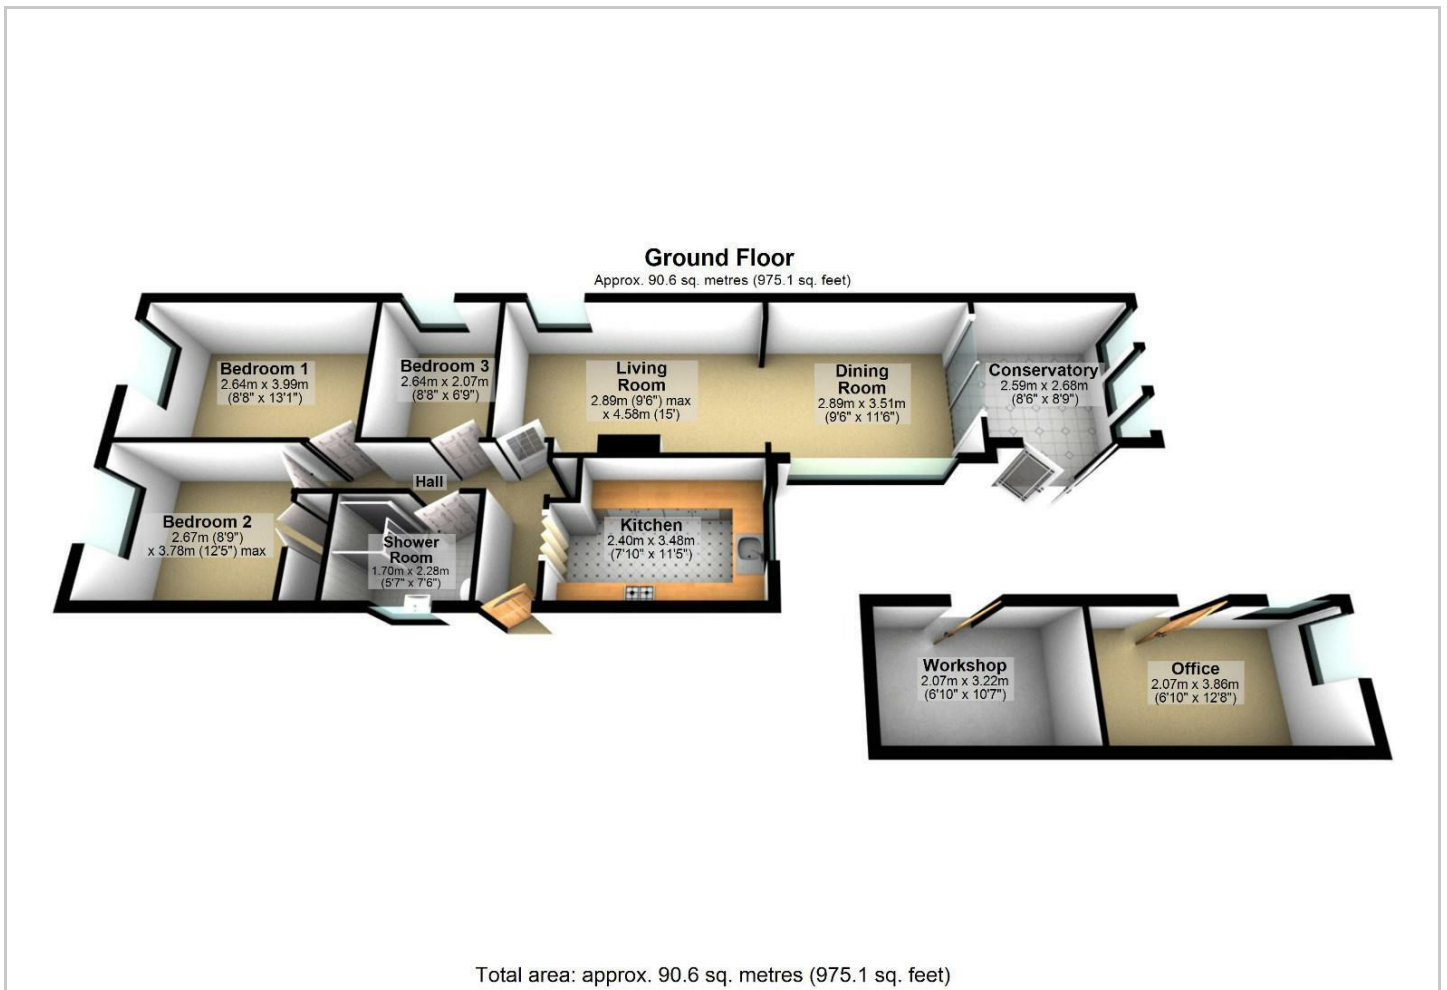 Ground Floor
Approx. 90.6 sq. metres (975.1 sq. feet)
Bedroom 1
2.64m x 3.99m
(8'8" x 13'1")
Bedroom 3
2.64m x 2.07m
(8'8" x 6'9")
Living
Room
2.89m (9'6") max
x 4.58m (15')
Dining
Room
2.89m x 3.51m
(9'6" x 11'6")
Conservatory
2.59m x 2.68m
(8'6" x 8'9")
Hall
Bedroom 2
2.67m (8'9")
x 3.78m (12'5") max
Shower
Room
1.70m x 2.28m
(5'7" x 7'6")
Kitchen
2.40m x 3.48m
(7'10" x 11'5")
Workshop
2.07m x 3.22m
(6'10" x 10'7")
Office
2.07m x 3.86m
(6'10" x 12'8")
Total area: approx. 90.6 sq. metres (975.1 sq. feet)